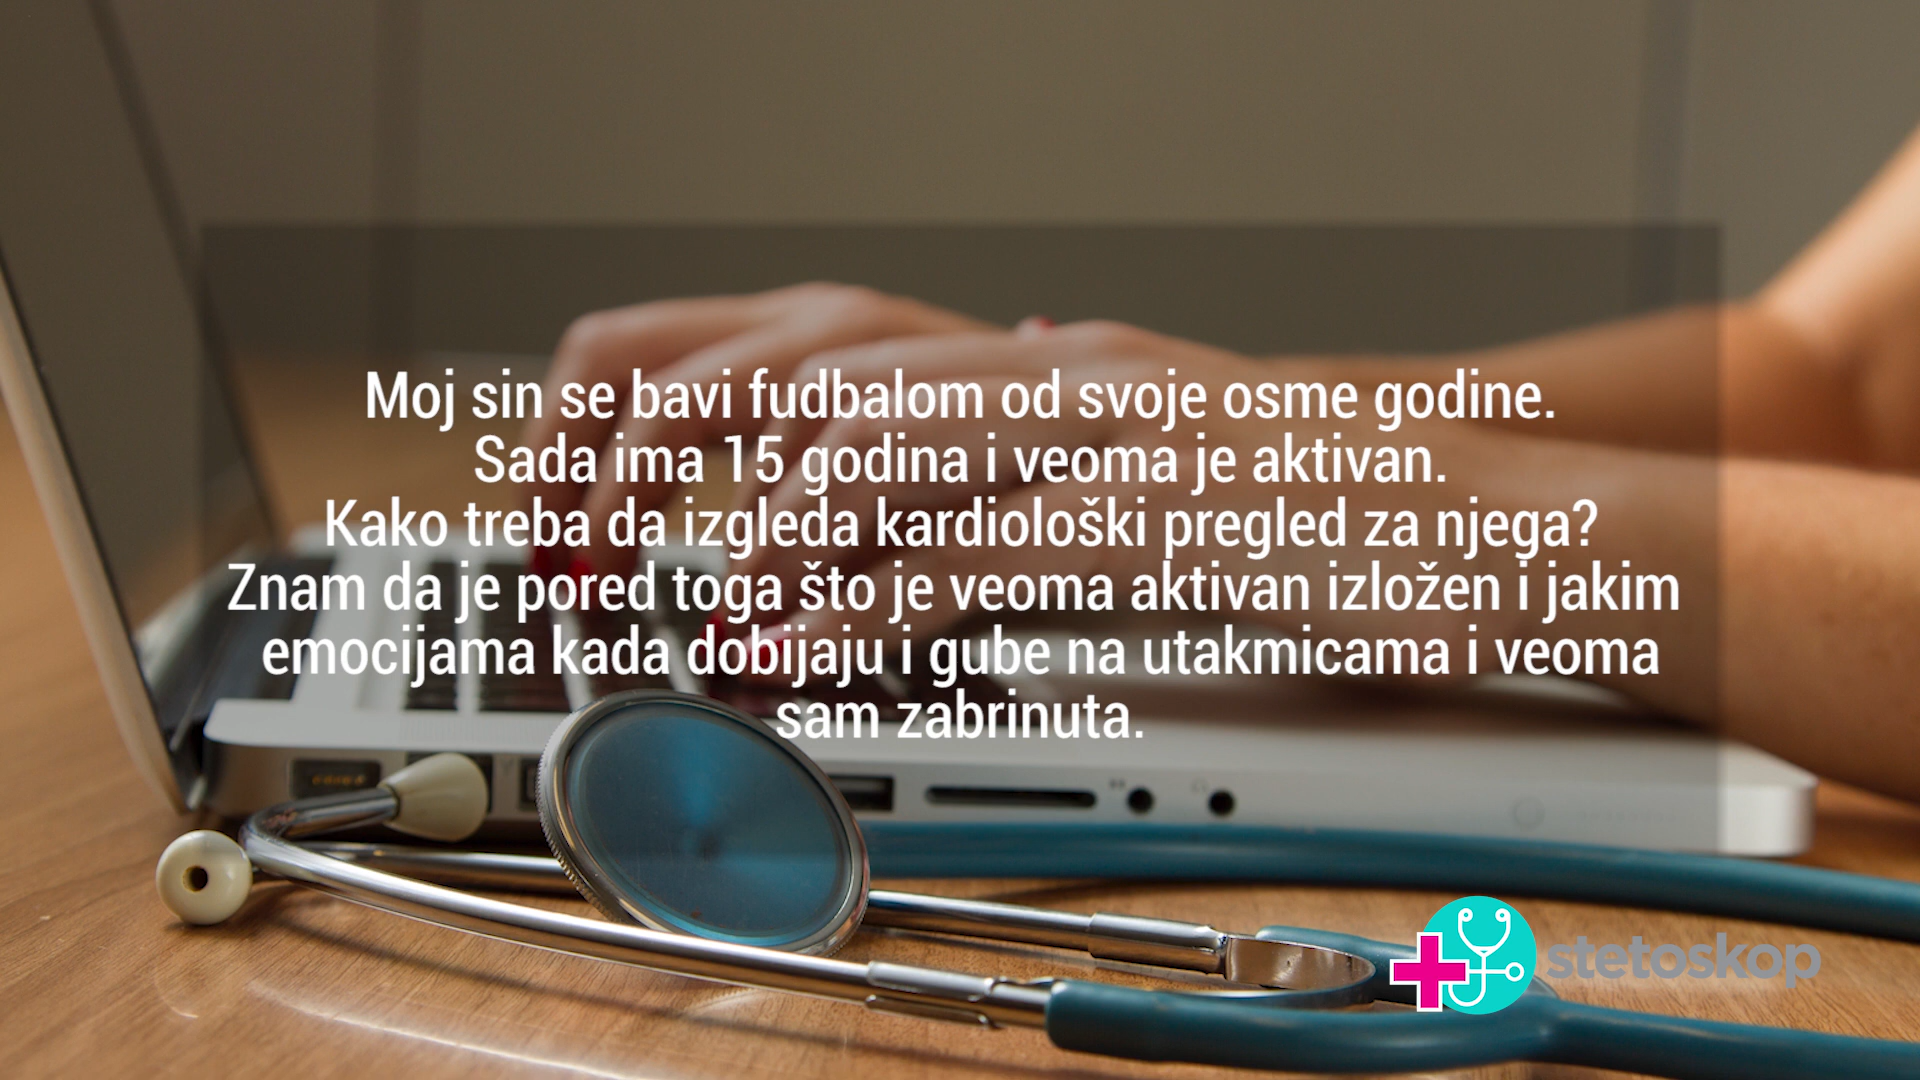 Moj sin se bavi fudbalom od svoje osme godine.
Sada ima 15 godina i veoma je aktivan.
Kako treba da izgleda kardiološki pregled za njega?
Znam da je pored toga što je veoma aktivan izložen i jakim
emocijama kada dobijaju i gube na utakmicama i veoma
sam zabrinuta.
stetoskop